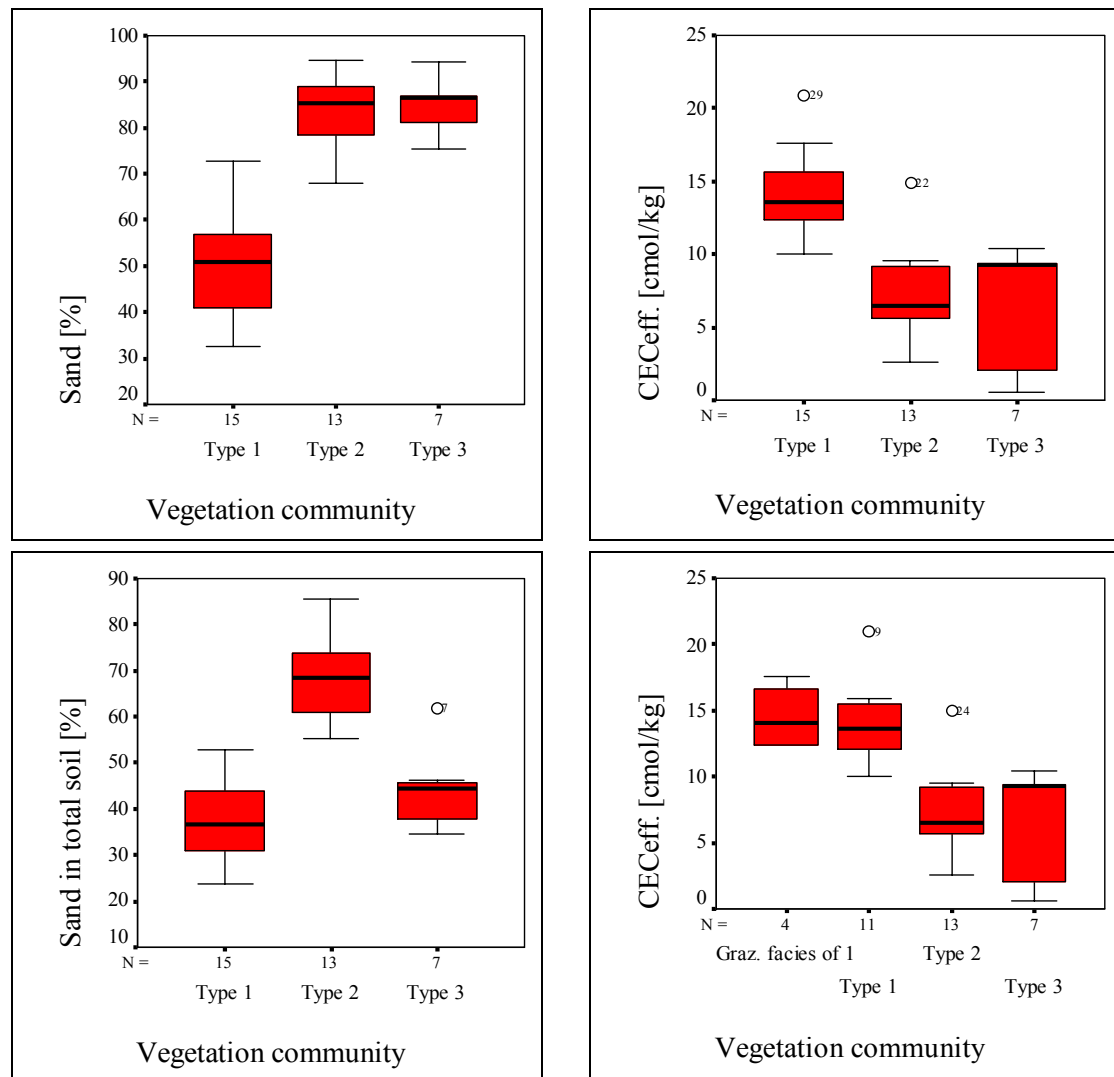 Sand [%]
100
90
80
70
60
50
40
30
20
N =
15
13
7
Type 1
Type 2
Type 3
Vegetation community
CECeff. [cmol/kg]
25
20
15
10
5
0
29
22
N =
15
13
7
Type 1
Type 2
Type 3
Vegetation community
Sand in total soil [%]
90
80
70
60
50
40
30
20
10
7
N =
15
13
7
Type 1
Type 2
Type 3
Vegetation community
CECeff. [cmol/kg]
25
20
15
10
5
0
9
24
N =
4
11
13
7
Graz. facies of 1
Type 2
Type 1
Type 3
Vegetation community